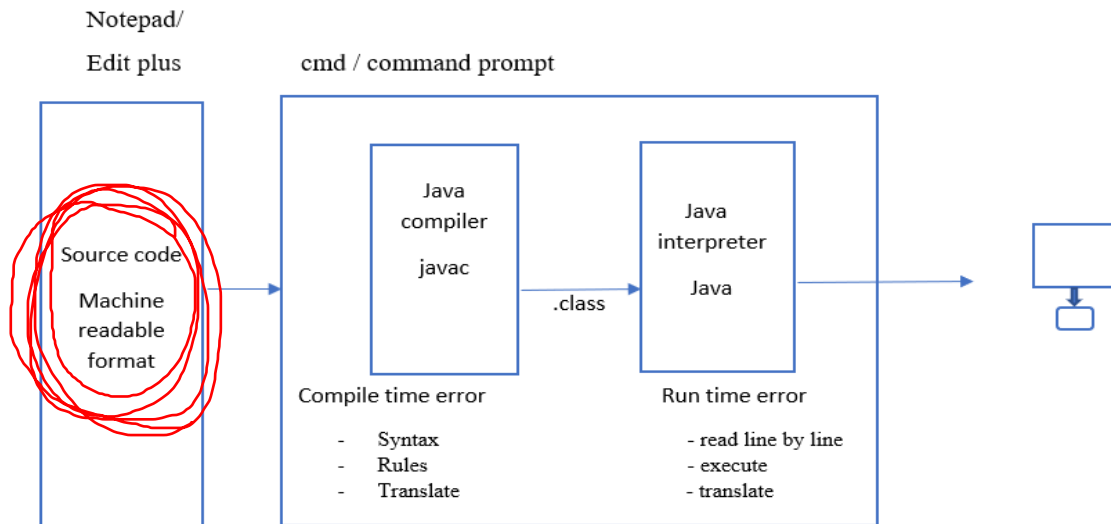 Notepad/
Edit plus
cmd / command prompt
Source code
Machine
readable
format
Java
compiler
javac
.class
Java
interpreter
Java
Compile time error
- Syntax
- Rules
- Translate
Run time error
- read line by line
- execute
- translate